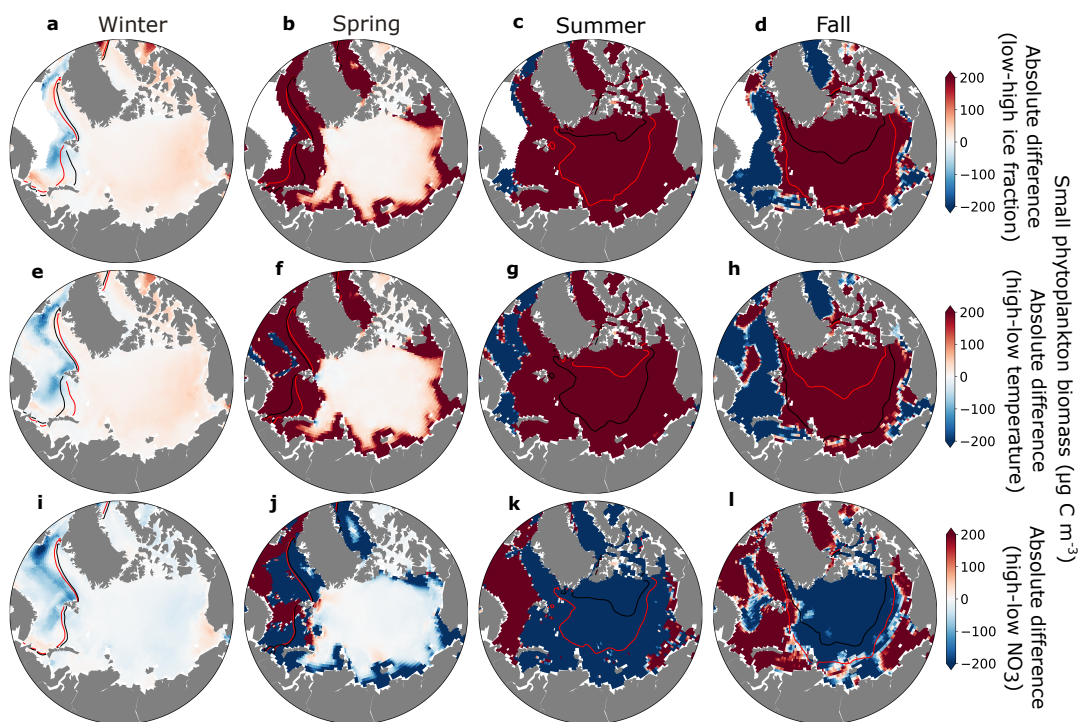 a Winter
b Spring
c Summer
d Fall
200
100
0
−100
−200
Absolute difference
(low-high ice fraction)
e
f
g
h
200
100
0
−100
−200
Absolute difference
(high-low temperature)
i
j
k
l
200
100
0
−100
−200
Absolute difference
(high-low NO3)
Small phytoplankton biomass (μg C m⁻³)